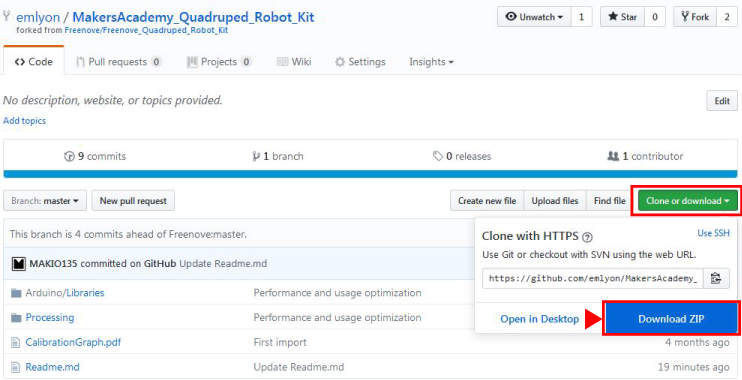 emlyon / MakersAcademy_Quadruped_Robot_Kit
Unwatch 1 Star 0 Fork 2
forked from Freenove/Freenove_Quadruped_Robot_Kit
Code Pull requests 0 Projects 0 Wiki Settings Insights
No description, website, or topics provided. Edit
Add topics
9 commits 1 branch 0 releases 1 contributor
Branch: master New pull request Create new file Upload files Find file Clone or download
This branch is 4 commits ahead of Freenove:master.
Clone with HTTPS ? Use SSH
Use Git or checkout with SVN using the web URL.
MAKIO135 committed on GitHub Update Readme.md
https://github.com/emlyon/MakersAcademy_
Arduino/Libraries Performance and usage optimization
Processing Performance and usage optimization
Open in Desktop Download ZIP
CalibrationGraph.pdf First import 4 months ago
Readme.md Update Readme.md 19 minutes ago